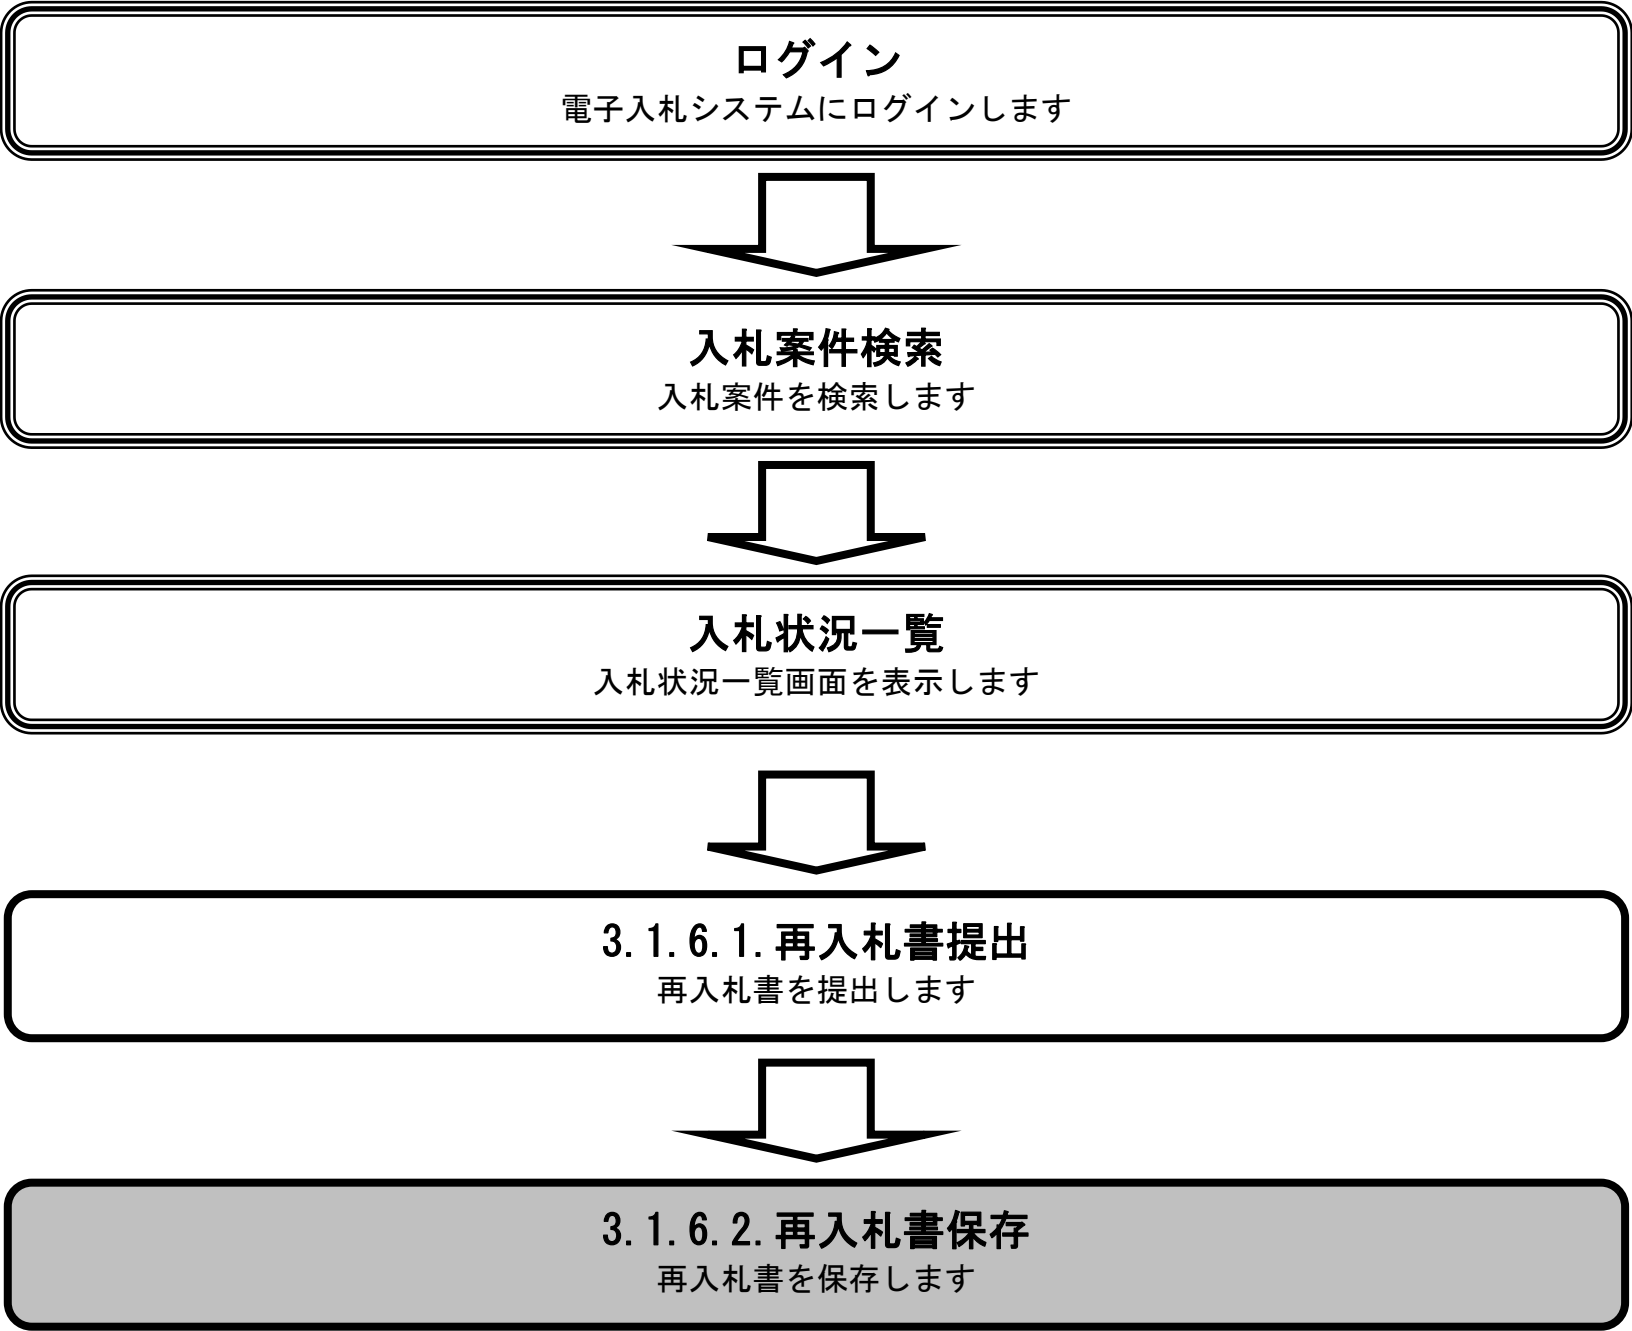 ログイン
電子入札システムにログインします
入札案件検索
入札案件を検索します
入札状況一覧
入札状況一覧画面を表示します
3.1.6.1.再入札書提出
再入札書を提出します
3.1.6.2.再入札書保存
再入札書を保存します